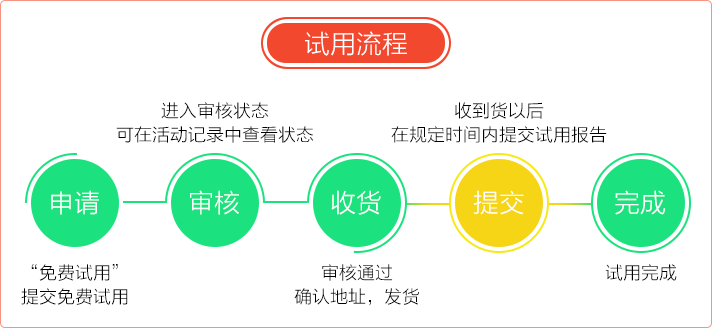 试用流程
进入审核状态
可在活动记录中查看状态
收到货以后
在规定时间内提交试用报告
申请
审核
收货
提交
完成
“免费试用”
提交免费试用
审核通过
确认地址，发货
试用完成